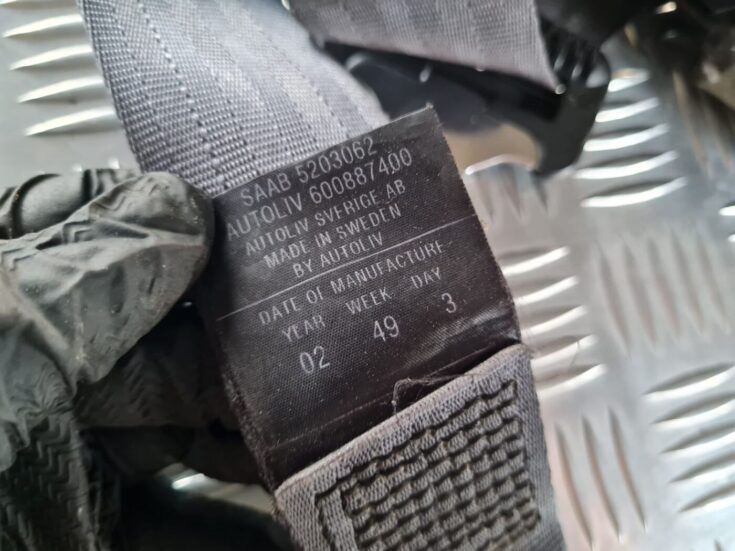 SAAB 5203062
AUTOLIV 600887400
AUTOLIV SVERIGE AB
MADE IN SWEDEN
BY AUTOLIV
DATE OF MANUFACTURE
YEAR WEEK DAY
02 49 3